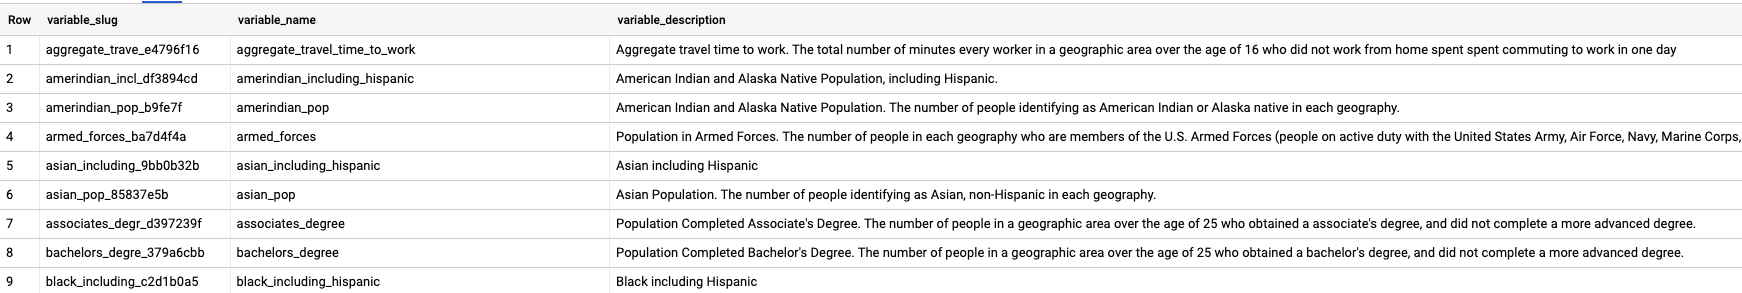 Row variable_slug variable_name variable_description
1 aggregate_trave_e4796f16 aggregate_travel_time_to_work Aggregate travel time to work. The total number of minutes every worker in a geographic area over the age of 16 who did not work from home spent spent commuting to work in one day
2 amerindian_incl_df3894cd amerindian_including_hispanic American Indian and Alaska Native Population, including Hispanic.
3 amerindian_pop_b9fe7f amerindian_pop American Indian and Alaska Native Population. The number of people identifying as American Indian or Alaska native in each geography.
4 armed_forces_ba7d4f4a armed_forces Population in Armed Forces. The number of people in each geography who are members of the U.S. Armed Forces (people on active duty with the United States Army, Air Force, Navy, Marine Corps,
5 asian_including_9bb0b32b asian_including_hispanic Asian including Hispanic
6 asian_pop_85837e5b asian_pop Asian Population. The number of people identifying as Asian, non-Hispanic in each geography.
7 associates_degr_d397239f associates_degree Population Completed Associate's Degree. The number of people in a geographic area over the age of 25 who obtained a associate's degree, and did not complete a more advanced degree.
8 bachelors_degre_379a6cbb bachelors_degree Population Completed Bachelor's Degree. The number of people in a geographic area over the age of 25 who obtained a bachelor's degree, and did not complete a more advanced degree.
9 black_including_c2d1b0a5 black_including_hispanic Black including Hispanic